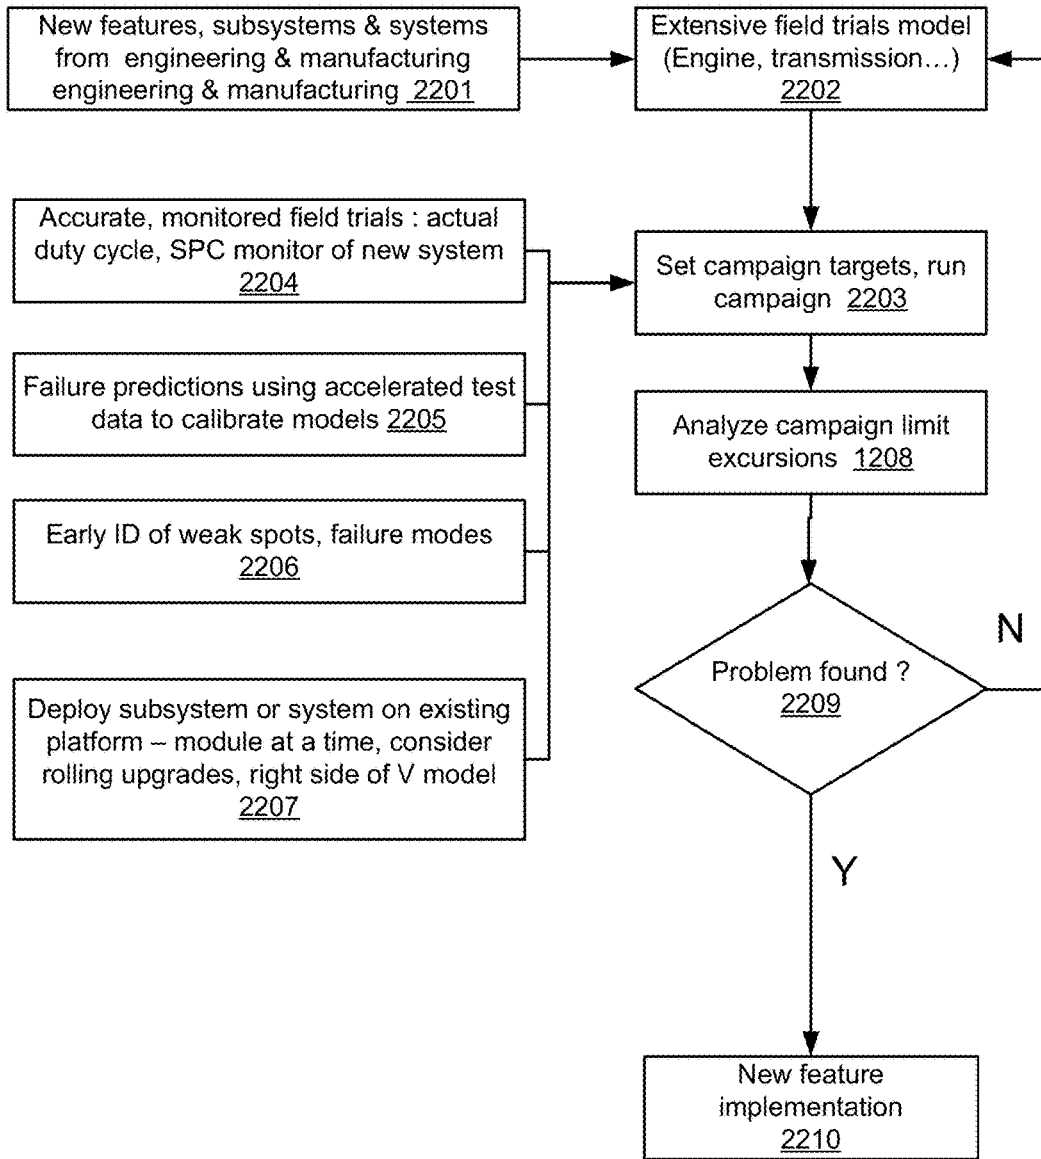 New features, subsystems & systems
from engineering & manufacturing
engineering & manufacturing 2201
Extensive field trials model
(Engine, transmission...)
2202
Accurate, monitored field trials : actual
duty cycle, SPC monitor of new system
2204
Set campaign targets, run
campaign 2203
Failure predictions using accelerated test
data to calibrate models 2205
Analyze campaign limit
excursions 1208
Early ID of weak spots, failure modes
2206
N
Problem found ?
2209
Deploy subsystem or system on existing
platform – module at a time, consider
rolling upgrades, right side of V model
2207
Y
New feature
implementation
2210